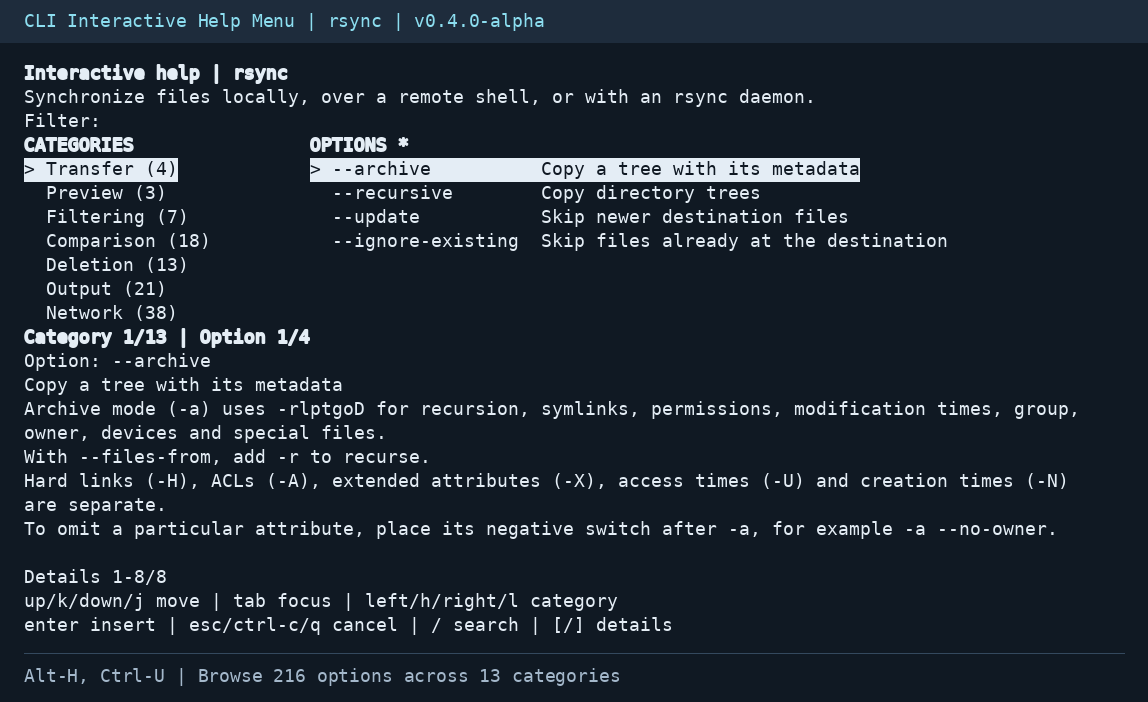 CLI Interactive Help Menu | rsync | v0.4.0-alpha
Interactive help | rsync
Synchronize files locally, over a remote shell, or with an rsync daemon.
Filter:
CATEGORIES                OPTIONS *
> Transfer (4)            > --archive          Copy a tree with its metadata
  Preview (3)               --recursive        Copy directory trees
  Filtering (7)             --update           Skip newer destination files
  Comparison (18)           --ignore-existing  Skip files already at the destination
  Deletion (13)
  Output (21)
  Network (38)
Category 1/13 | Option 1/4
Option: --archive
Copy a tree with its metadata
Archive mode (-a) uses -rlptgoD for recursion, symlinks, permissions, modification times, group,
owner, devices and special files.
With --files-from, add -r to recurse.
Hard links (-H), ACLs (-A), extended attributes (-X), access times (-U) and creation times (-N)
are separate.
To omit a particular attribute, place its negative switch after -a, for example -a --no-owner.
Details 1-8/8
up/k/down/j move | tab focus | left/h/right/l category
enter insert | esc/ctrl-c/q cancel | / search | [/] details
Alt-H, Ctrl-U | Browse 216 options across 13 categories